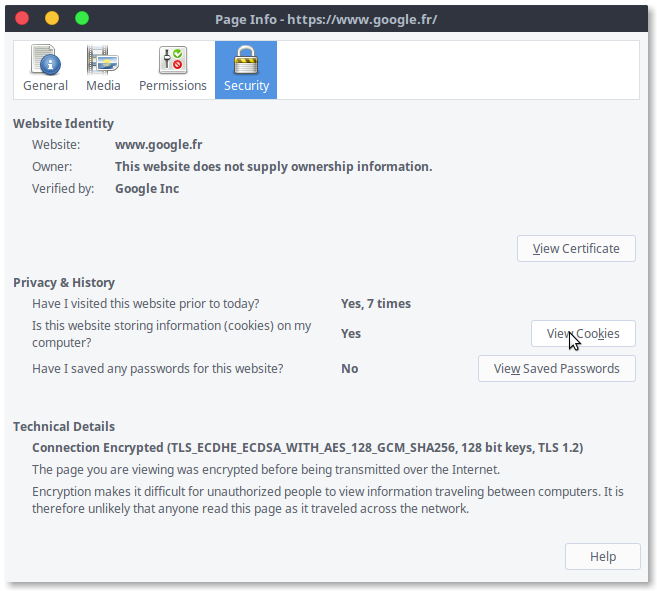 Page Info - https://www.google.fr/
General
Media
Permissions
Security
Website Identity
Website: www.google.fr
Owner: This website does not supply ownership information.
Verified by: Google Inc
View Certificate
Privacy & History
Have I visited this website prior to today? Yes, 7 times
Is this website storing information (cookies) on my
computer?
Yes
View Cookies
Have I saved any passwords for this website? No
View Saved Passwords
Technical Details
Connection Encrypted (TLS_ECDHE_ECDSA_WITH_AES_128_GCM_SHA256, 128 bit keys, TLS 1.2)
The page you are viewing was encrypted before being transmitted over the Internet.
Encryption makes it difficult for unauthorized people to view information traveling between computers. It is
therefore unlikely that anyone read this page as it traveled across the network.
Help